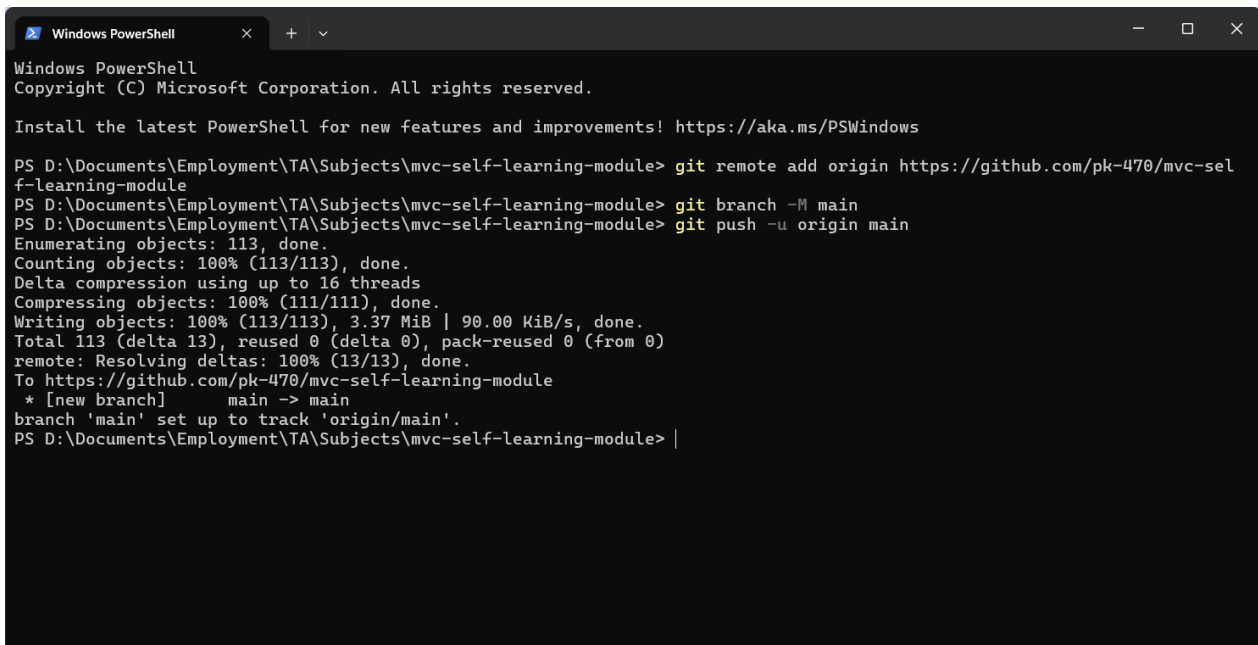 Windows PowerShell
Windows PowerShell
Copyright (C) Microsoft Corporation. All rights reserved.
Install the latest PowerShell for new features and improvements! https://aka.ms/PSWindows
PS D:\Documents\Employment\TA\Subjects\mvc-self-learning-module> git remote add origin https://github.com/pk-470/mvc-sel
f-learning-module
PS D:\Documents\Employment\TA\Subjects\mvc-self-learning-module> git branch -M main
PS D:\Documents\Employment\TA\Subjects\mvc-self-learning-module> git push -u origin main
Enumerating objects: 113, done.
Counting objects: 100% (113/113), done.
Delta compression using up to 16 threads
Compressing objects: 100% (111/111), done.
Writing objects: 100% (113/113), 3.37 MiB | 90.00 KiB/s, done.
Total 113 (delta 13), reused 0 (delta 0), pack-reused 0 (from 0)
remote: Resolving deltas: 100% (13/13), done.
To https://github.com/pk-470/mvc-self-learning-module
 * [new branch]      main -> main
branch 'main' set up to track 'origin/main'.
PS D:\Documents\Employment\TA\Subjects\mvc-self-learning-module>